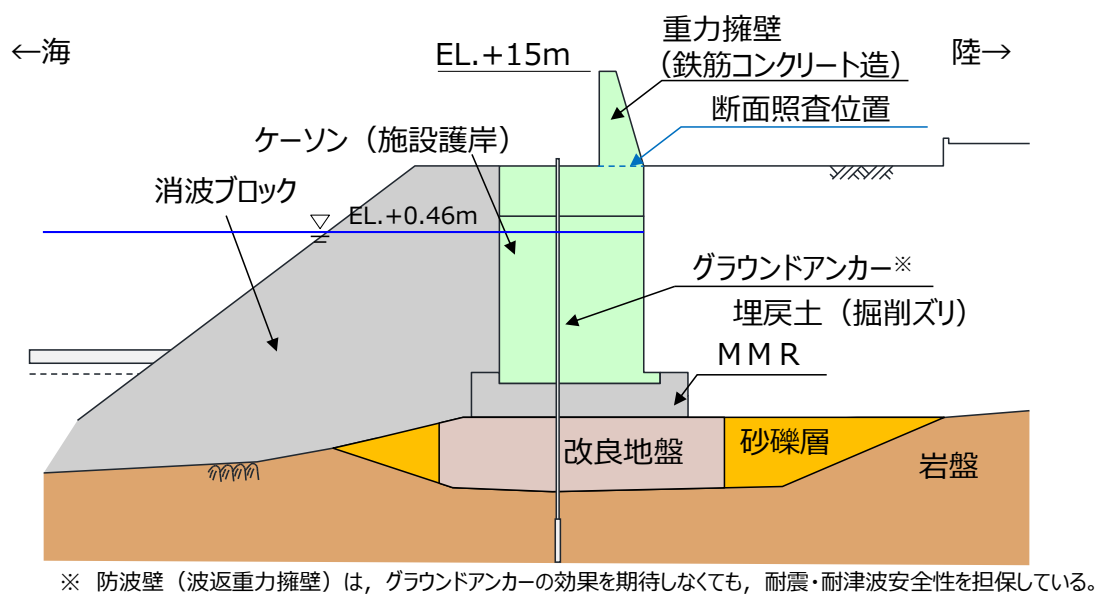 ←海
陸→
重力擁壁
（鉄筋コンクリート造）
EL.+15m
断面照査位置
ケーソン（施設護岸）
消波ブロック
EL.+0.46m
グラウンドアンカー※
埋戻土（掘削ズリ）
ＭＭＲ
改良地盤
砂礫層
岩盤
※　防波壁（波返重力擁壁）は，グラウンドアンカーの効果を期待しなくても，耐震・耐津波安全性を担保している。